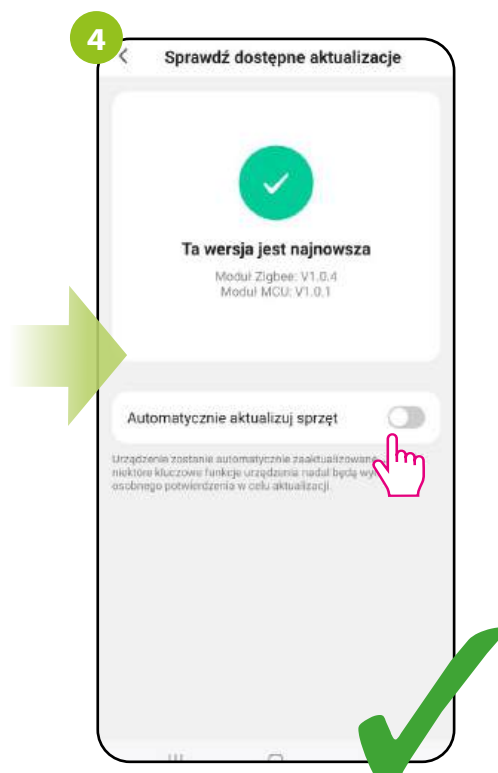 4
Sprawdź dostępne aktualizacje
Ta wersja jest najnowsza
Moduł Zigbee: V1.0.4
Moduł MCU: V1.0.1
Automatycznie aktualizuj sprzęt
Urządzenie zostanie automatycznie zaaktualizowane
niektóre kluczowe funkcje urządzenia nadal będą
osobnego potwierdzenia w celu aktualizacji.